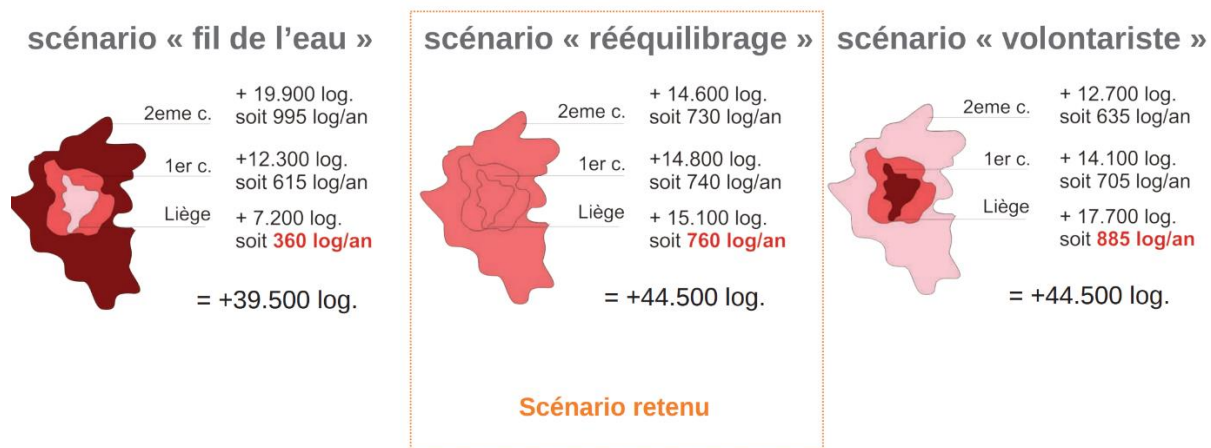 scénario « fil de l’eau »
2eme c.
+ 19.900 log.
soit 995 log/an
1er c.
+12.300 log.
soit 615 log/an
Liège
+ 7.200 log.
soit 360 log/an
= +39.500 log.
scénario « rééquilibrage »
2eme c.
+ 14.600 log.
soit 730 log/an
1er c.
+14.800 log.
soit 740 log/an
Liège
+ 15.100 log.
soit 760 log/an
= +44.500 log.
Scénario retenu
scénario « volontariste »
2eme c.
+ 12.700 log.
soit 635 log/an
1er c.
+ 14.100 log.
soit 705 log/an
Liège
+ 17.700 log.
soit 885 log/an
= +44.500 log.